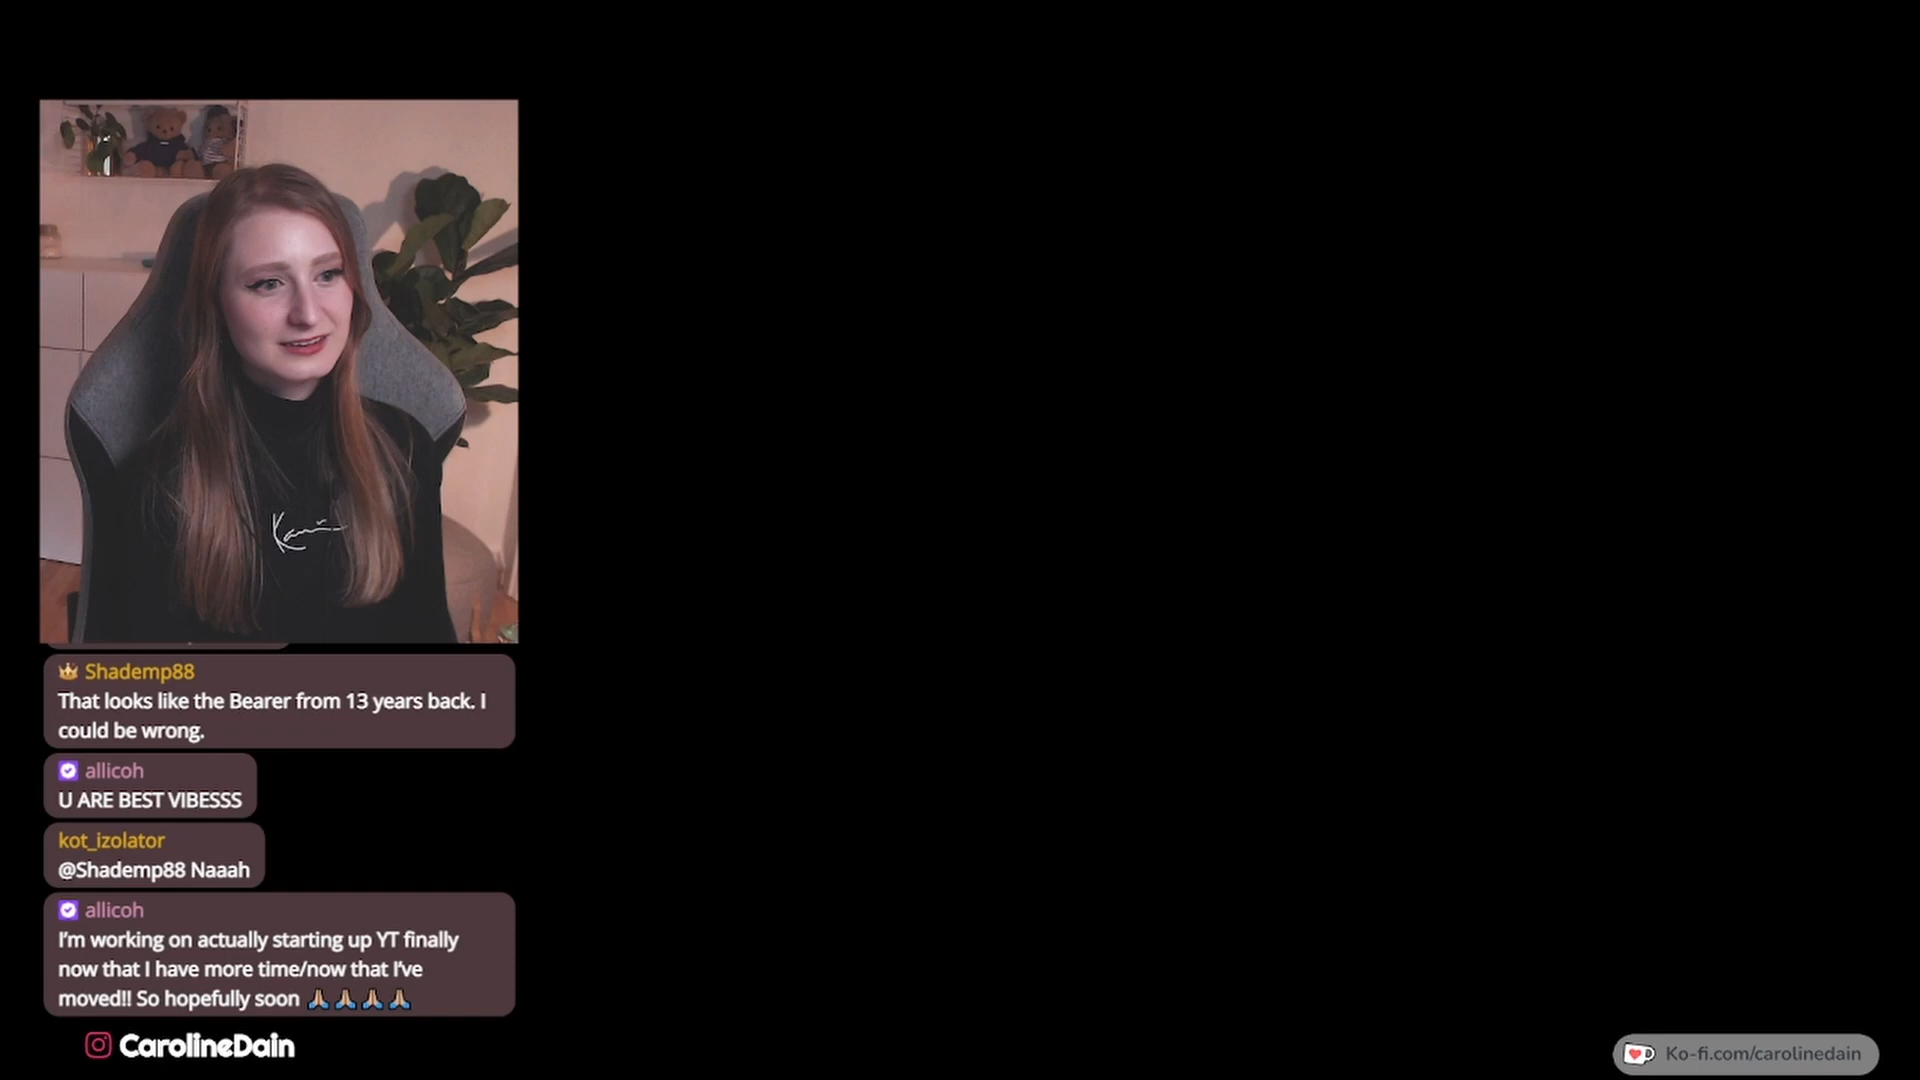 Shademp88
That looks like the Bearer from 13 years back. I
could be wrong.
allicoh
U ARE BEST VIBESSS
kot_izolator
@Shademp88 Naaah
allicoh
I'm working on actually starting up YT finally
now that I have more time/now that I've
moved!! So hopefully soon 🙏🏼🙏🏼🙏🏼🙏🏼
CarolineDain
Ko-fi.com/carolinedain